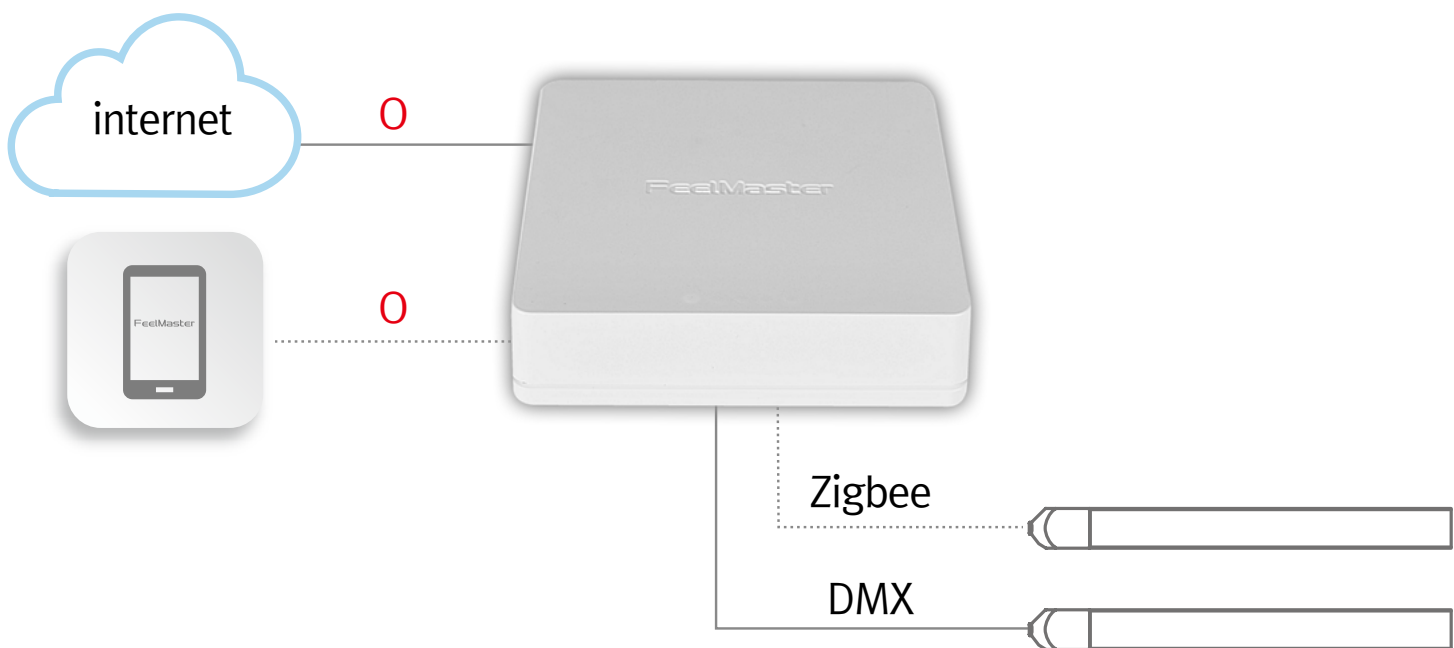 internet
O
FeelMaster
FeelMaster
O
Zigbee
DMX